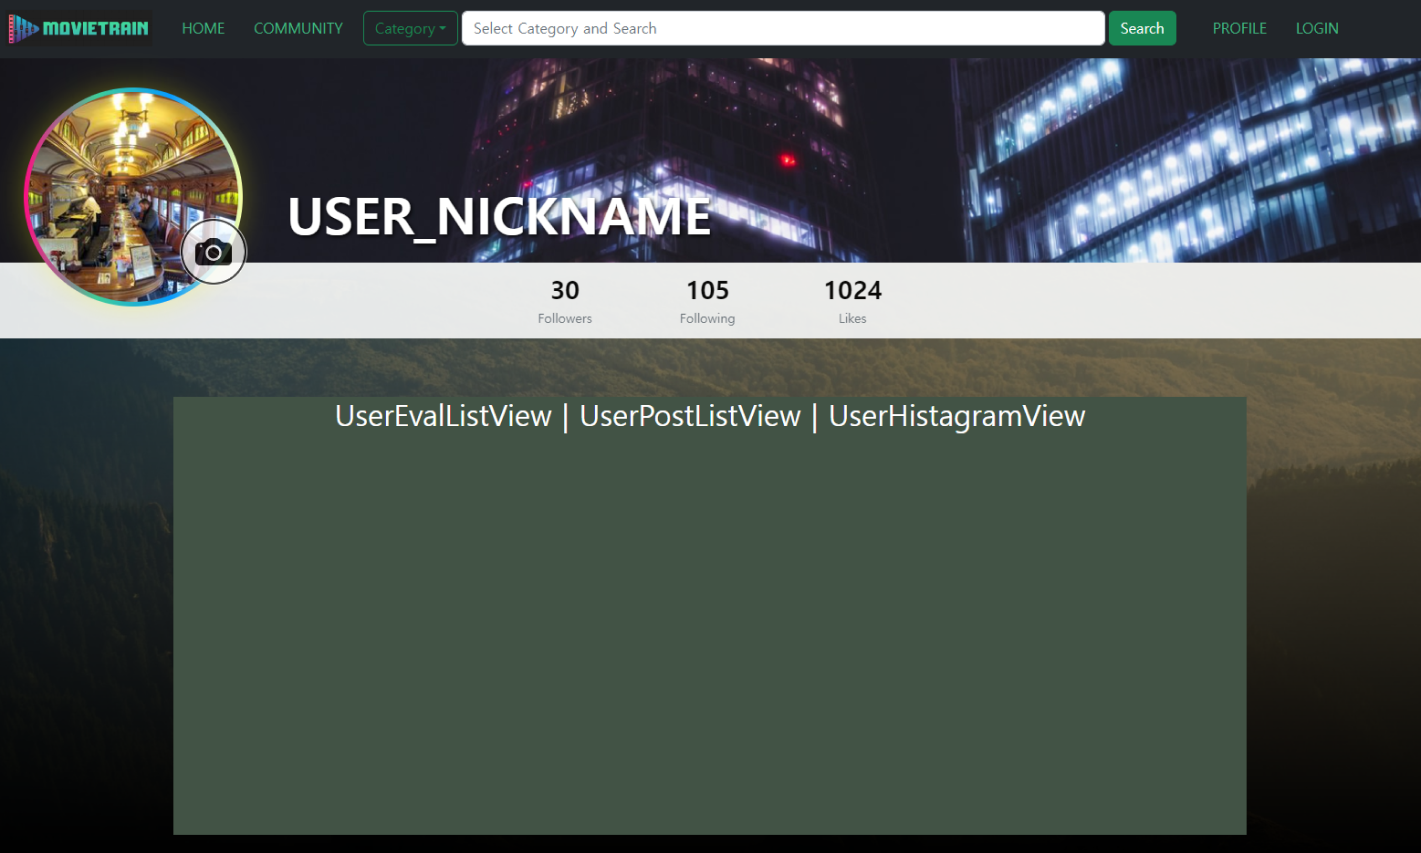 MOVIETRAIN HOME COMMUNITY Category Select Category and Search Search PROFILE LOGIN
USER_NICKNAME
30 105 1024
Followers Following Likes
UserEvalListView | UserPostListView | UserHistagramView